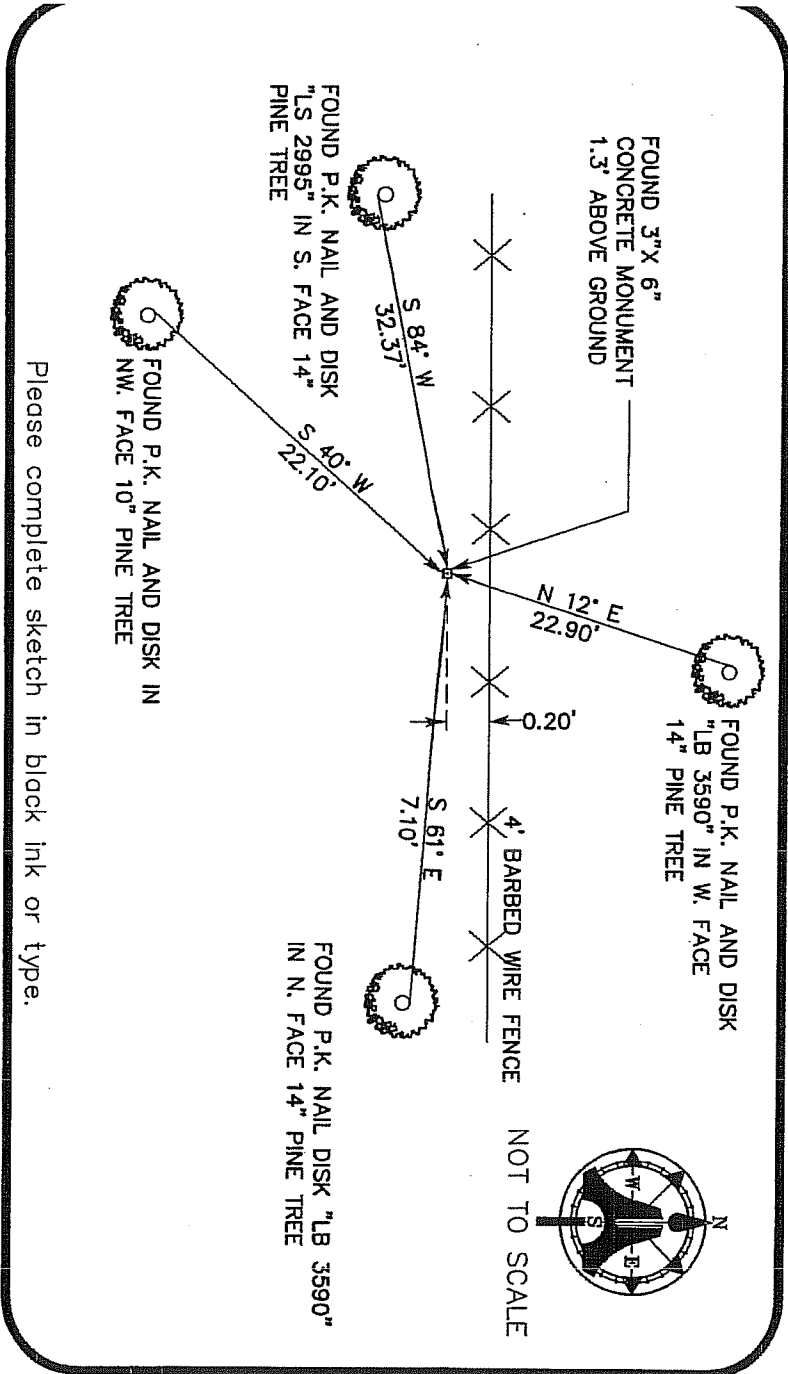 FOUND 3"X 6"
CONCRETE MONUMENT
1.3' ABOVE GROUND
FOUND P.K. NAIL AND DISK
"LB 3590" IN W. FACE
14" PINE TREE
N
W
E
S
NOT TO SCALE
N 12° E
22.90'
0.20'
4' BARBED WIRE FENCE
S 84° W
32.37'
FOUND P.K. NAIL AND DISK
"LS 2995" IN S. FACE 14"
PINE TREE
S 40° W
22.10'
S 61° E
7.10'
FOUND P.K. NAIL DISK "LB 3590"
IN N. FACE 14" PINE TREE
FOUND P.K. NAIL AND DISK IN
NW. FACE 10" PINE TREE
Please complete sketch in black ink or type.